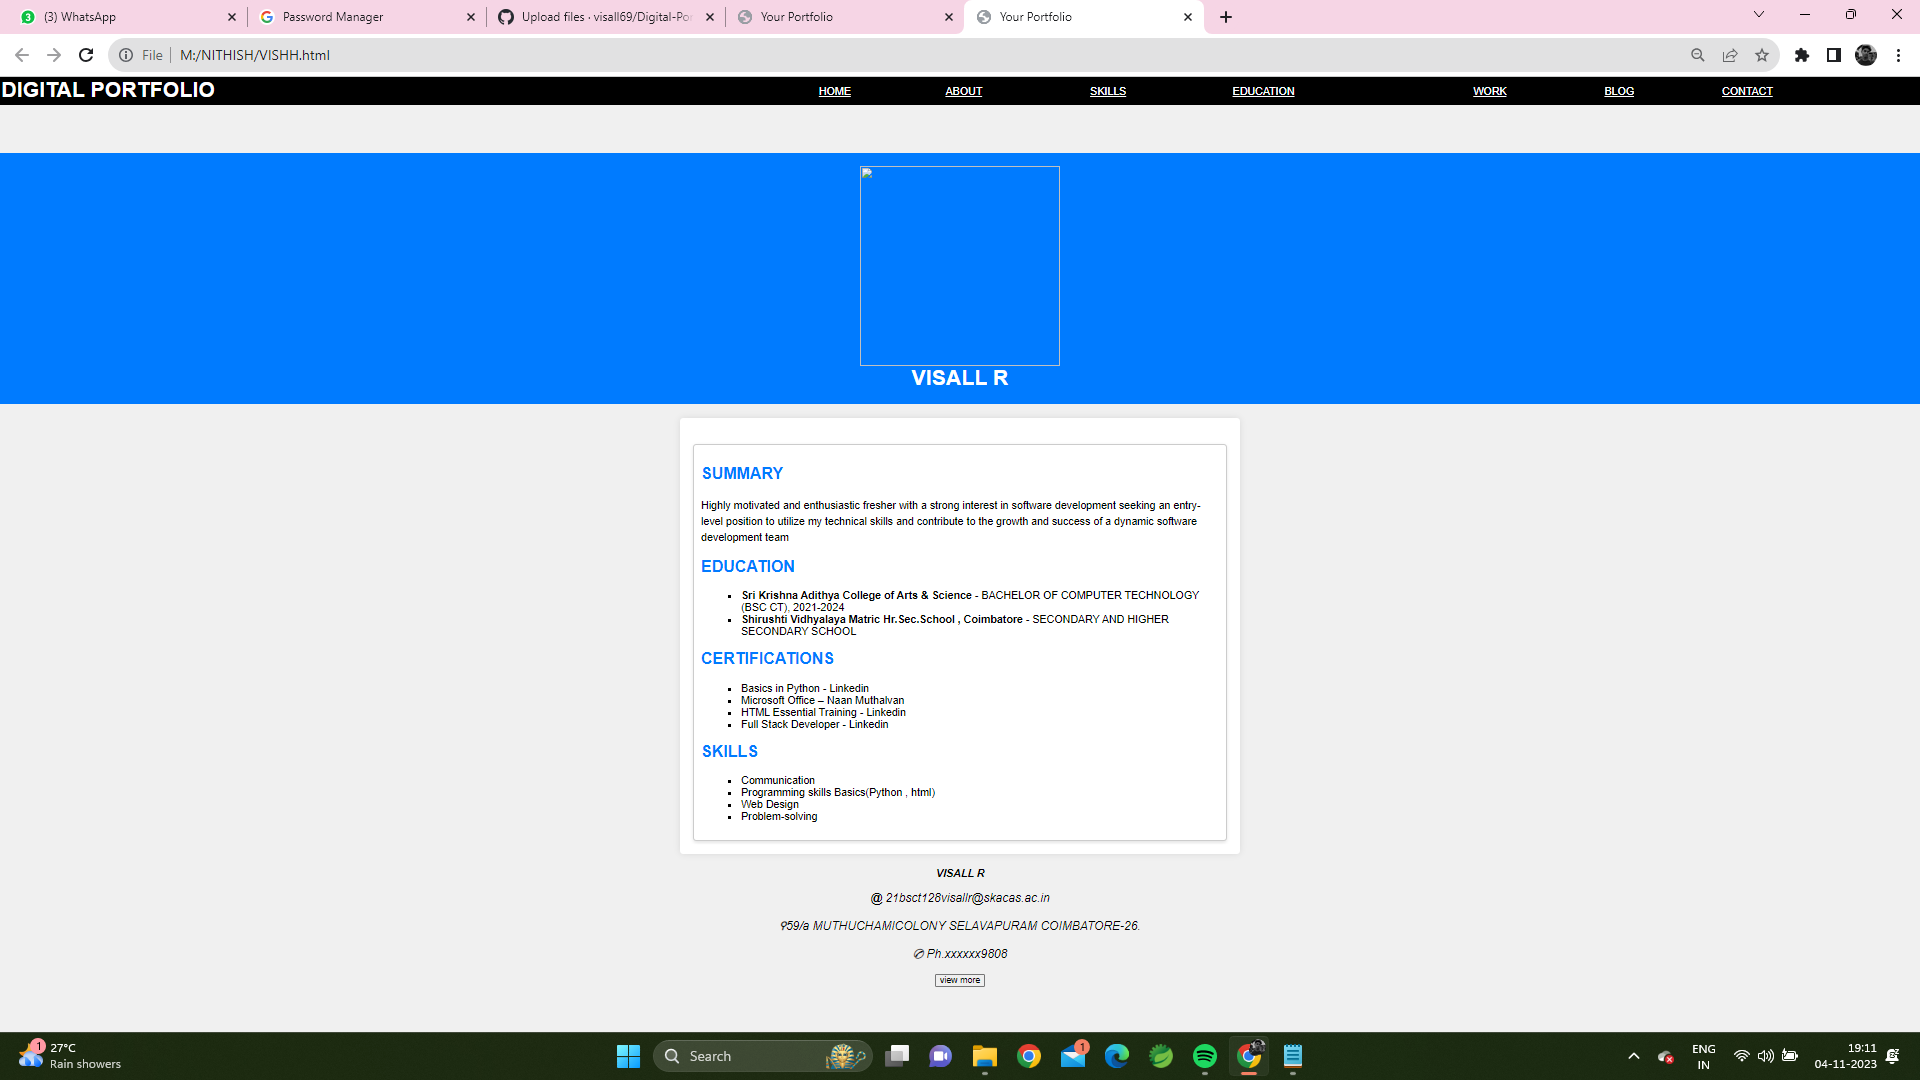 (3) WhatsApp
Password Manager
Upload files · visall69/Digital-Por
Your Portfolio
Your Portfolio
File
M:/NITHISH/VISHH.html
DIGITAL PORTFOLIO
HOME
ABOUT
SKILLS
EDUCATION
WORK
BLOG
CONTACT
VISALL R
SUMMARY
Highly motivated and enthusiastic fresher with a strong interest in software development seeking an entry-
level position to utilize my technical skills and contribute to the growth and success of a dynamic software
development team
EDUCATION
Sri Krishna Adithya College of Arts & Science - BACHELOR OF COMPUTER TECHNOLOGY
(BSC CT), 2021-2024
Shirushti Vidhyalaya Matric Hr.Sec.School , Coimbatore - SECONDARY AND HIGHER
SECONDARY SCHOOL
CERTIFICATIONS
Basics in Python - Linkedin
Microsoft Office – Naan Muthalvan
HTML Essential Training - Linkedin
Full Stack Developer - Linkedin
SKILLS
Communication
Programming skills Basics(Python , html)
Web Design
Problem-solving
VISALL R
@ 21bsct128visallr@skacas.ac.in
59/a MUTHUCHAMICOLONY SELAVAPURAM COIMBATORE-26.
✆ Ph.xxxxxx9808
view more
1
27°C
Rain showers
Search
1
ENG
IN
19:11
04-11-2023